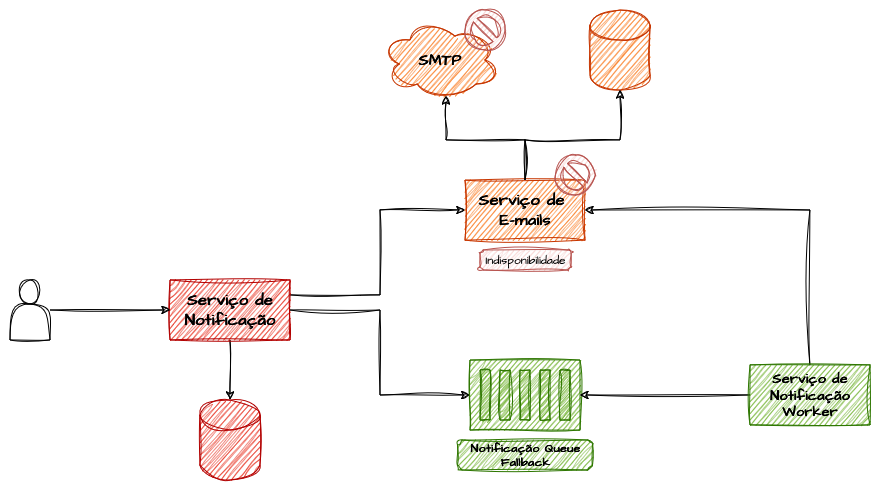 SMTP
Serviço de
E-mails
Indisponibilidade
Serviço de
Notificação
Notificação Queue
Fallback
Serviço de
Notificação
Worker